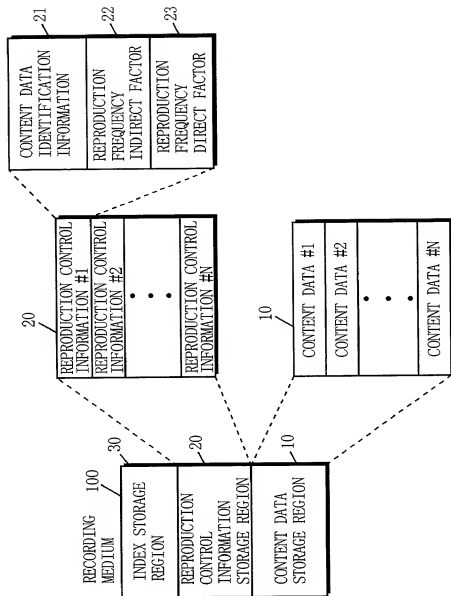 RECORDING
MEDIUM
100
30
INDEX STORAGE
REGION
20
REPRODUCTION
CONTROL
INFORMATION
STORAGE REGION
10
CONTENT DATA
STORAGE REGION
20
REPRODUCTION CONTROL
INFORMATION #1
REPRODUCTION CONTROL
INFORMATION #2
• • •
REPRODUCTION CONTROL
INFORMATION #N
10
CONTENT DATA #1
CONTENT DATA #2
• • •
CONTENT DATA #N
21
CONTENT DATA
IDENTIFICATION
INFORMATION
22
REPRODUCTION
FREQUENCY
INDIRECT FACTOR
23
REPRODUCTION
FREQUENCY
DIRECT FACTOR